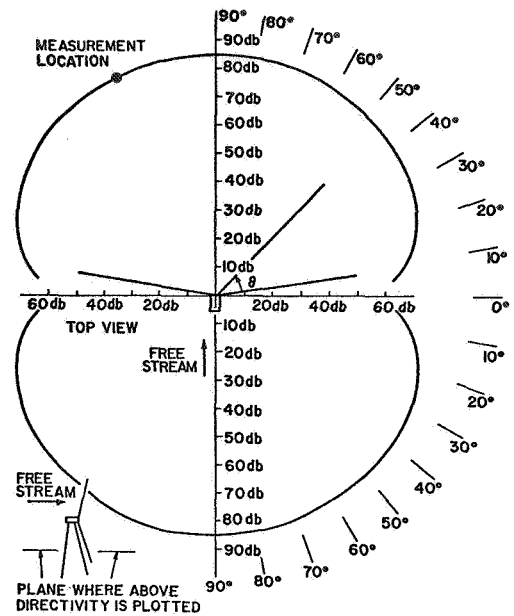 90°
80°
70°
60°
50°
40°
30°
20°
10°
0°
10°
20°
30°
40°
50°
60°
70°
80°
90°
MEASUREMENT
LOCATION
90db
80db
70db
60db
50db
40db
30db
20db
10db
θ
60db 40db 20db 20db 40db 60db
TOP VIEW
10db
20db
30db
40db
50db
60db
70db
80db
90db
FREE
STREAM
FREE
STREAM
PLANE WHERE ABOVE
DIRECTIVITY IS PLOTTED